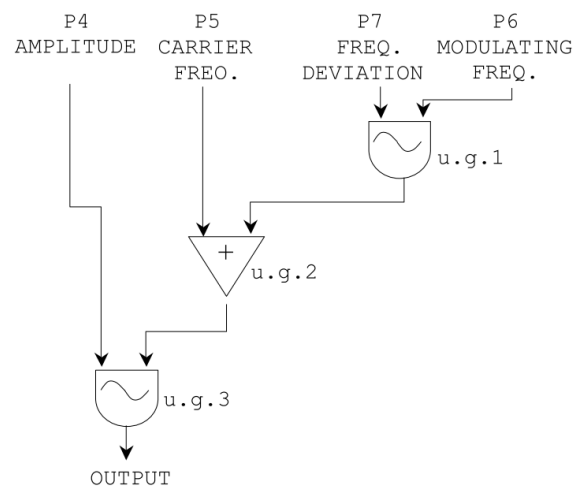 P4
AMPLITUDE
P5
CARRIER
FREO.
P7
FREQ.
DEVIATION
P6
MODULATING
FREQ.
u.g.1
+
u.g.2
u.g.3
OUTPUT